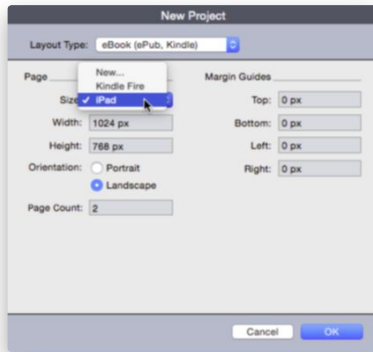 New Project
Layout Type: eBook (ePub, Kindle)
Page
New...
Kindle Fire
Size ✓ iPad
Width: 1024 px
Height: 768 px
Orientation: Portrait
Landscape
Page Count: 2
Margin Guides
Top: 0 px
Bottom: 0 px
Left: 0 px
Right: 0 px
Cancel
OK